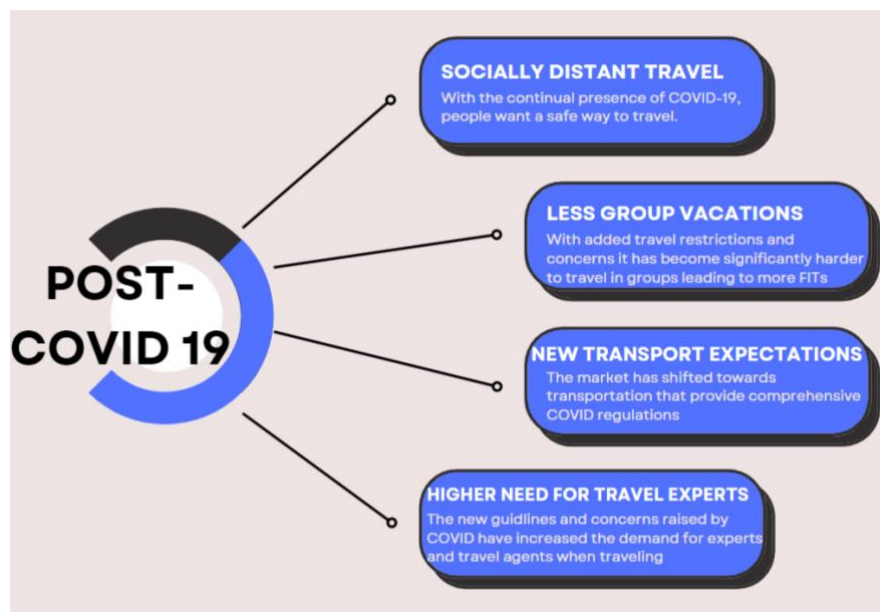 POST-
COVID 19
SOCIALLY DISTANT TRAVEL
With the continual presence of COVID-19,
people want a safe way to travel.
LESS GROUP VACATIONS
With added travel restrictions and
concerns it has become significantly harder
to travel in groups leading to more FITs
NEW TRANSPORT EXPECTATIONS
The market has shifted towards
transportation that provide comprehensive
COVID regulations
HIGHER NEED FOR TRAVEL EXPERTS
The new guidlines and concerns raised by
COVID have increased the demand for experts
and travel agents when traveling